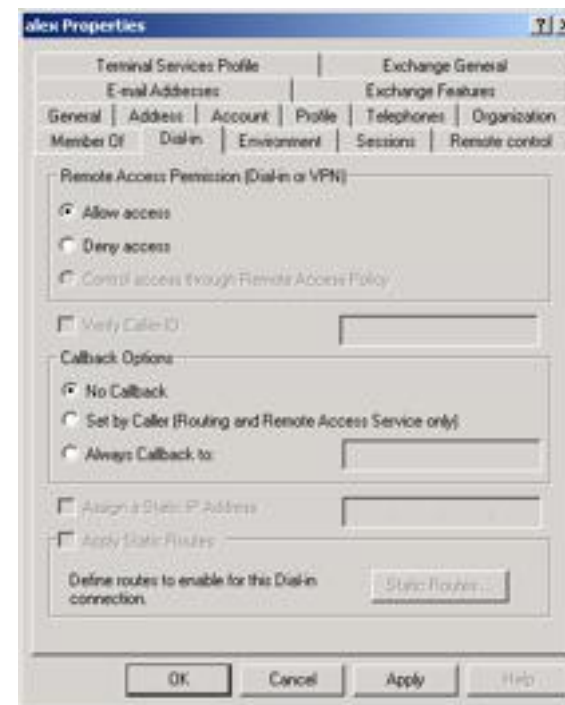 alex Properties
Terminal Services Profile Exchange General
E-mail Addresses Exchange Features
General Address Account Profile Telephones Organization
Member Of Dial-in Environment Sessions Remote control
Remote Access Permission (Dial-in or VPN)
Allow access
Deny access
Control access through Remote Access Policy
Verify Caller-ID:
Callback Options
No Callback
Set by Caller (Routing and Remote Access Service only)
Always Callback to:
Assign a Static IP Address
Apply Static Routes
Define routes to enable for this Dial-in
connection.
Static Routes ...
OK Cancel Apply Help